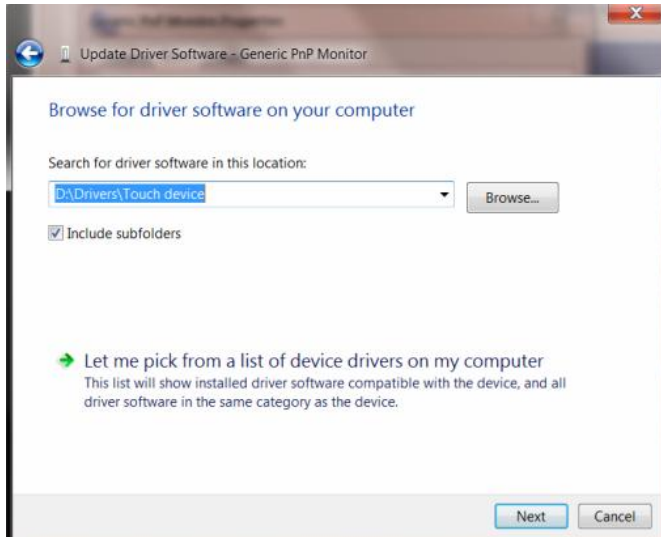 Update Driver Software - Generic PnP Monitor
Browse for driver software on your computer
Search for driver software in this location:
D:\Drivers\Touch device
Browse...
Include subfolders
Let me pick from a list of device drivers on my computer
This list will show installed driver software compatible with the device, and all
driver software in the same category as the device.
Next
Cancel